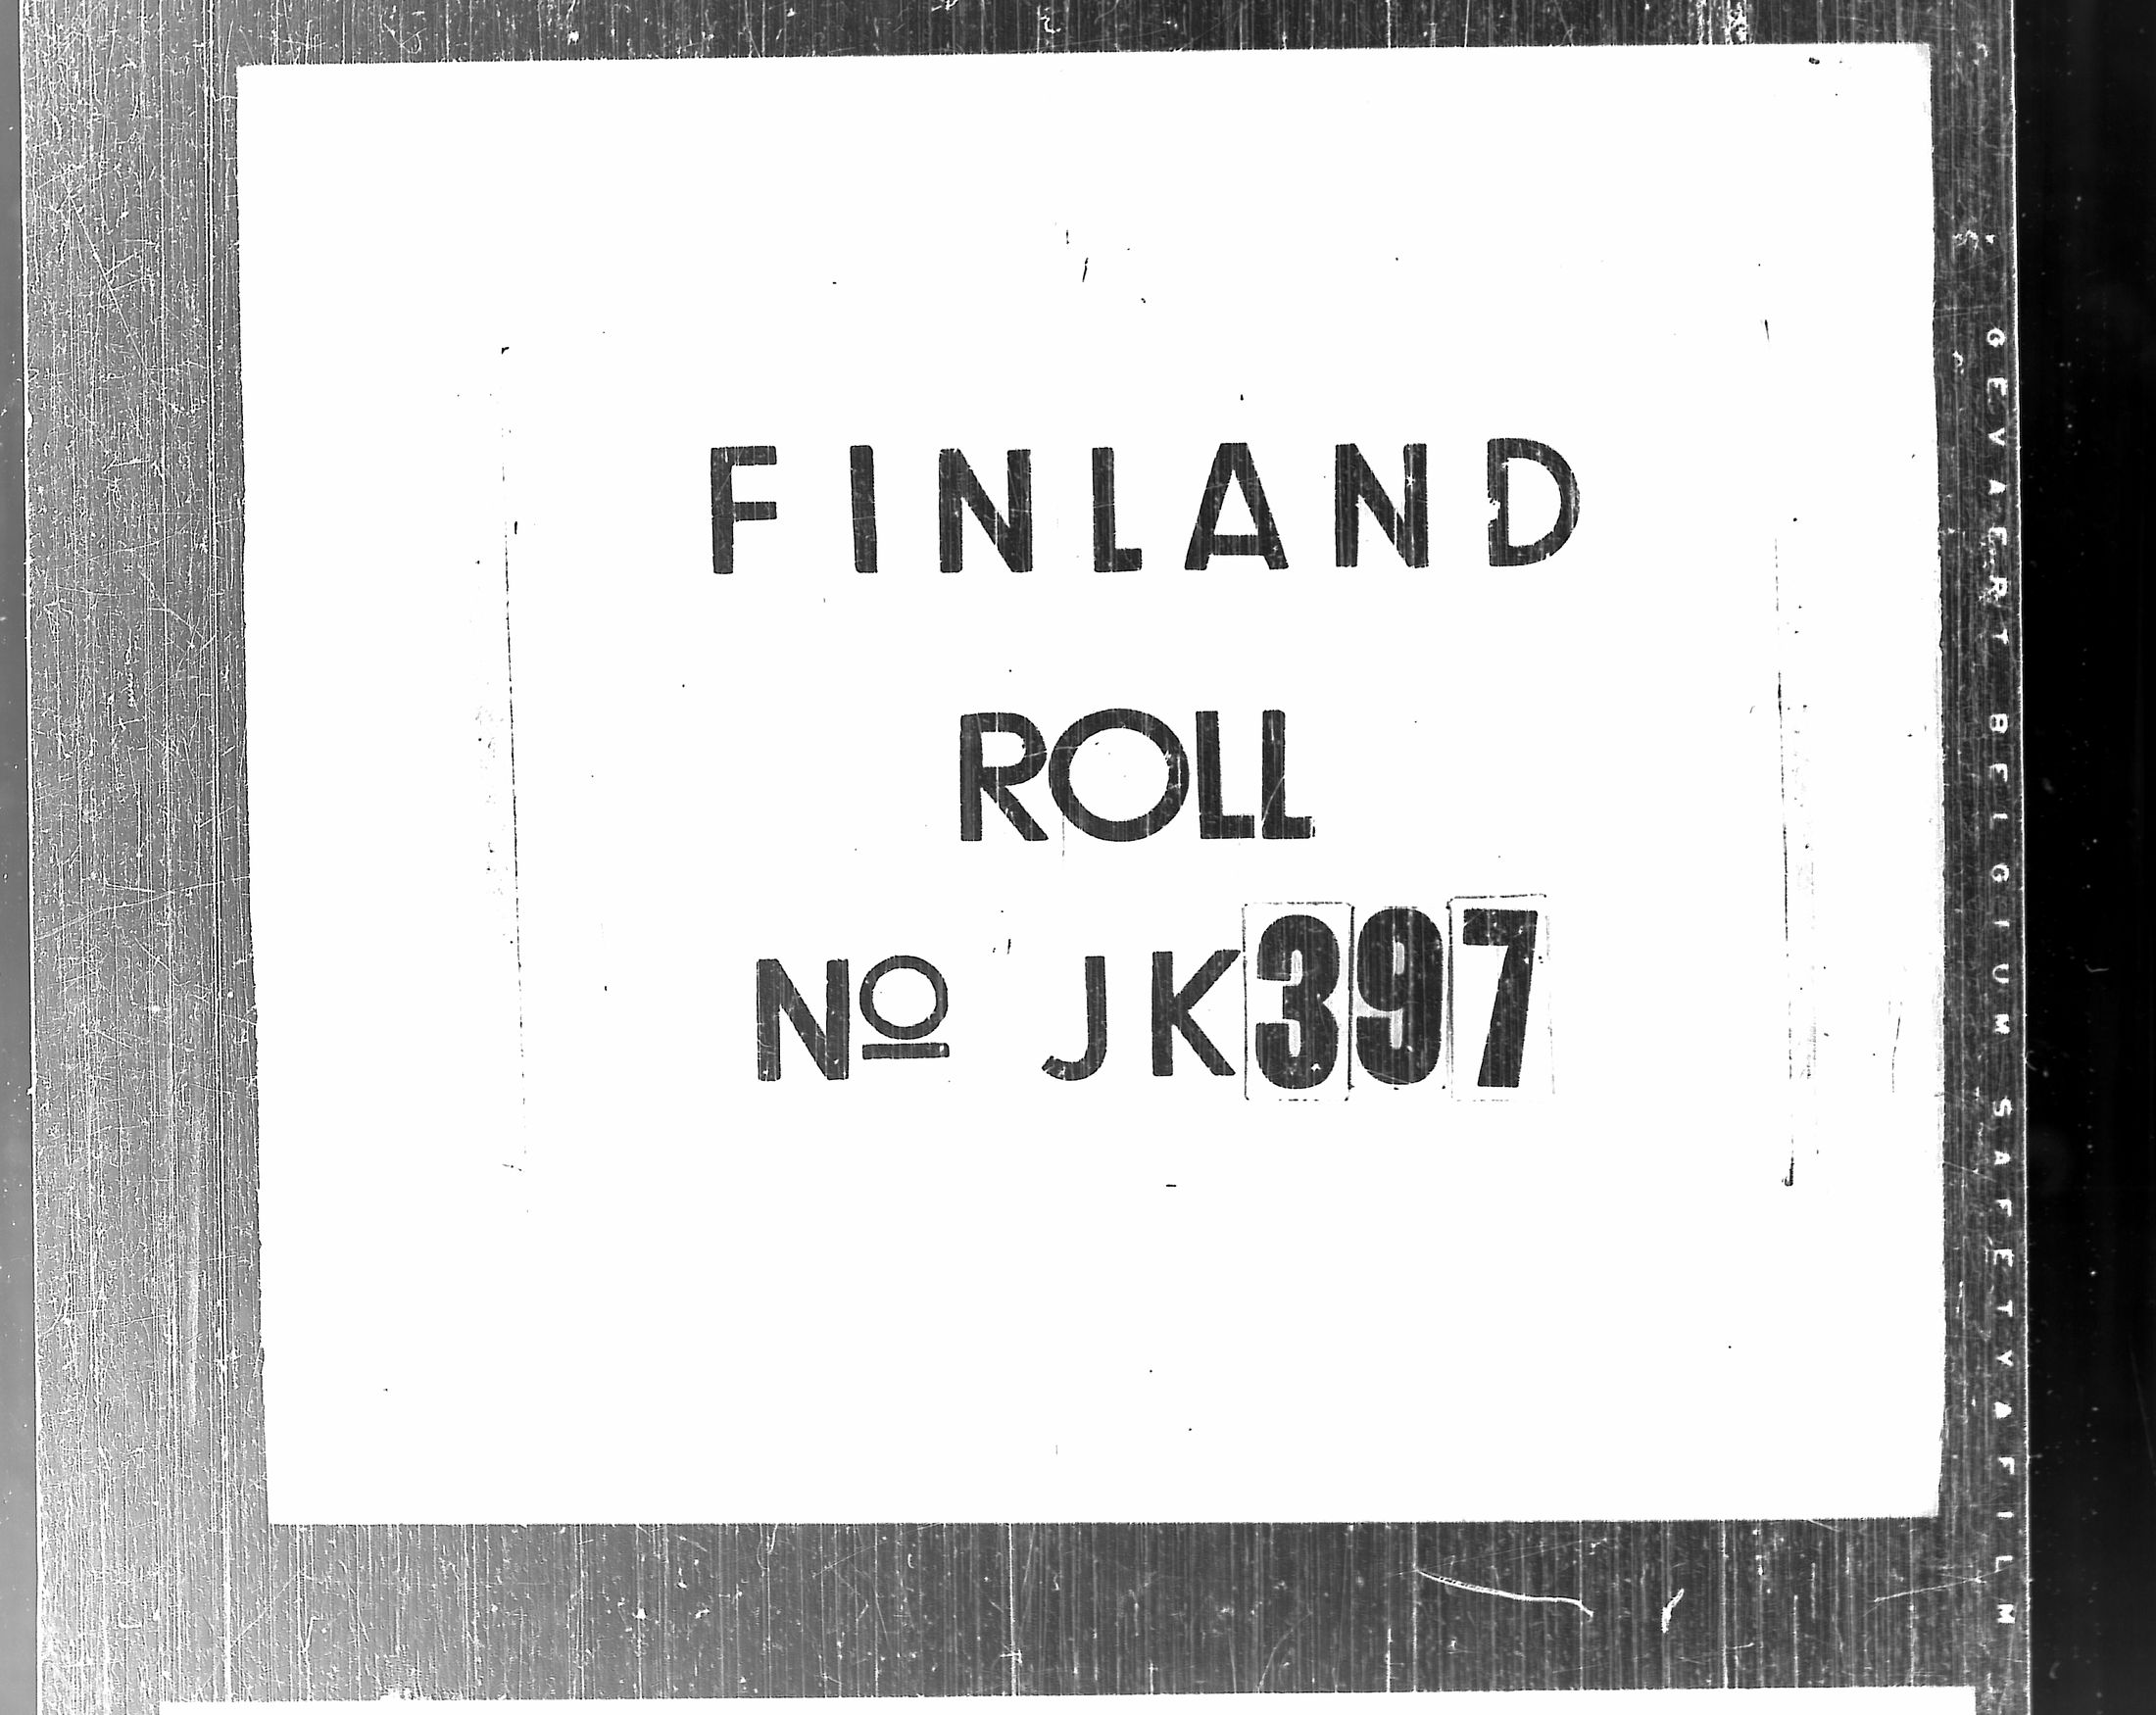 FINLAND
ROLL
Nº JK397
GEVAERT BELGIUM SAFETY A FILM